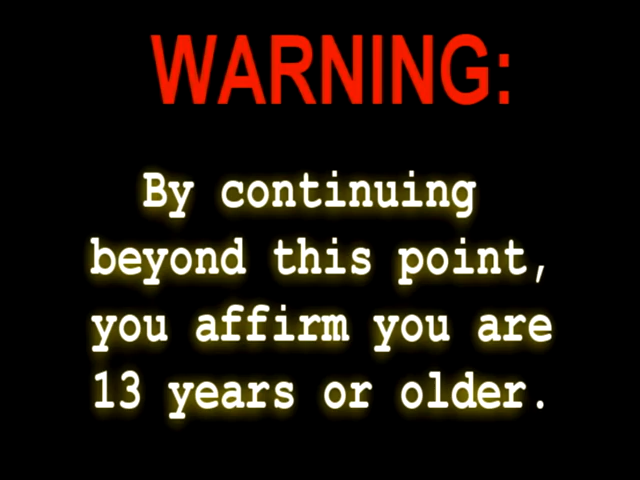 WARNING:
By continuing
beyond this point,
you affirm you are
13 years or older.